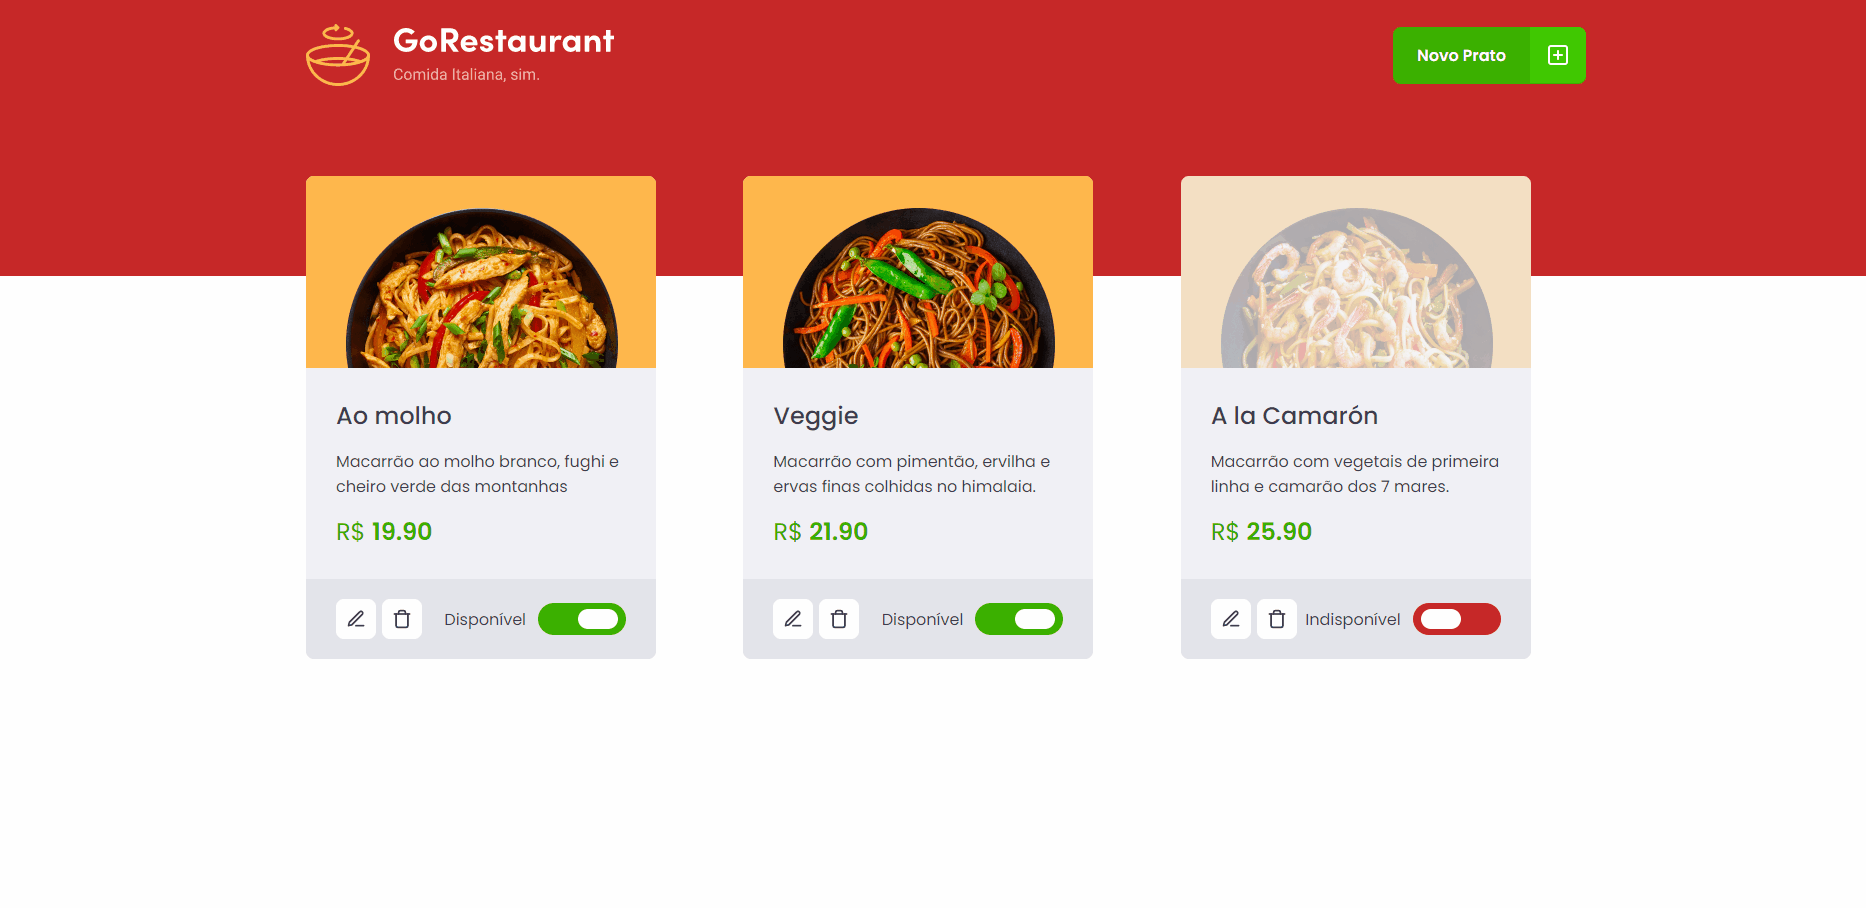 GoRestaurant
Comida Italiana, sim.
Novo Prato
Ao molho
Macarrão ao molho branco, fughi e
cheiro verde das montanhas
R$ 19.90
Disponível
Veggie
Macarrão com pimentão, ervilha e
ervas finas colhidas no himalaia.
R$ 21.90
Disponível
A la Camarón
Macarrão com vegetais de primeira
linha e camarão dos 7 mares.
R$ 25.90
Indisponível